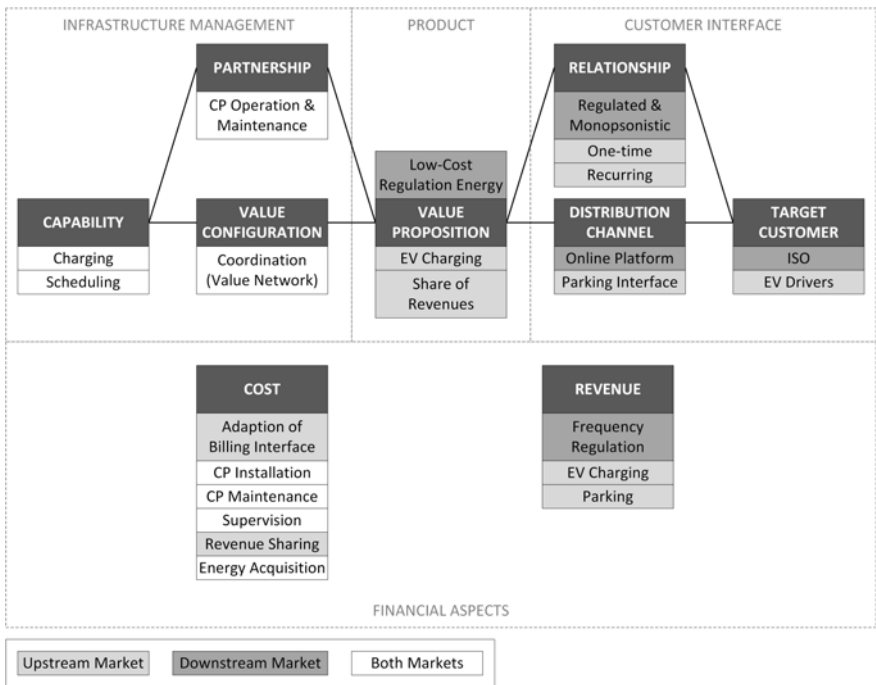 INFRASTRUCTURE MANAGEMENT
PRODUCT
CUSTOMER INTERFACE
PARTNERSHIP
CP Operation &
Maintenance
CAPABILITY
Charging
Scheduling
VALUE
CONFIGURATION
Coordination
(Value Network)
Low-Cost
Regulation Energy
VALUE
PROPOSITION
EV Charging
Share of
Revenues
RELATIONSHIP
Regulated &
Monopsonistic
One-time
Recurring
DISTRIBUTION
CHANNEL
Online Platform
Parking Interface
TARGET
CUSTOMER
ISO
EV Drivers
COST
Adaption of
Billing Interface
CP Installation
CP Maintenance
Supervision
Revenue Sharing
Energy Acquisition
REVENUE
Frequency
Regulation
EV Charging
Parking
FINANCIAL ASPECTS
Upstream Market
Downstream Market
Both Markets